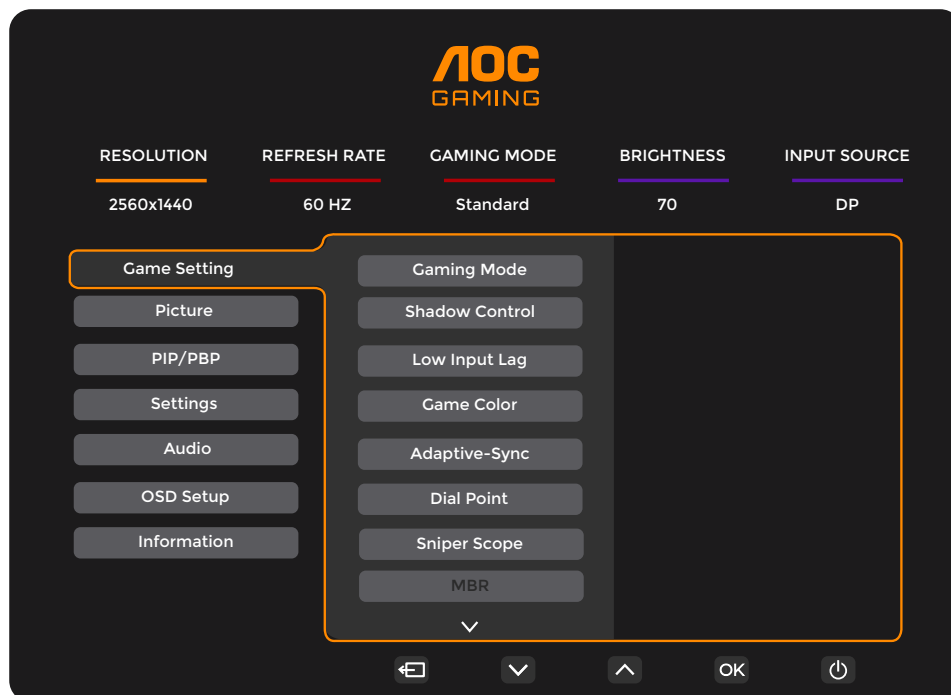 AOC
GAMING
RESOLUTION REFRESH RATE GAMING MODE BRIGHTNESS INPUT SOURCE
2560x1440 60 HZ Standard 70 DP
Game Setting
Picture
PIP/PBP
Settings
Audio
OSD Setup
Information
Gaming Mode
Shadow Control
Low Input Lag
Game Color
Adaptive-Sync
Dial Point
Sniper Scope
MBR
OK